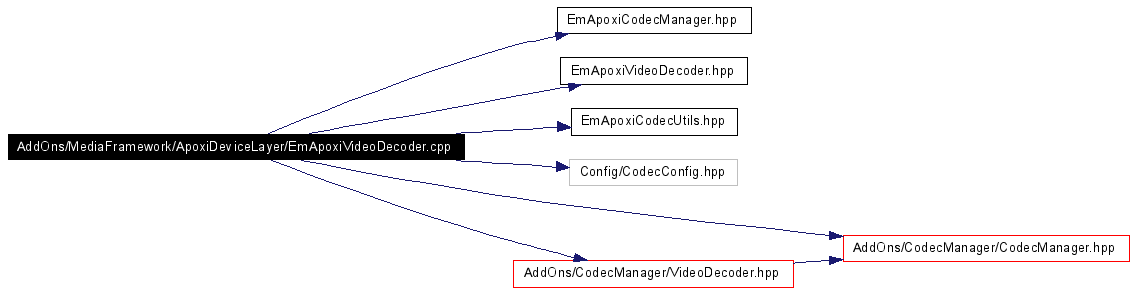 EmApoxiCodecManager.hpp
EmApoxiVideoDecoder.hpp
EmApoxiCodecUtils.hpp
AddOns/MediaFramework/ApoxiDeviceLayer/EmApoxiVideoDecoder.cpp
Config/CodecConfig.hpp
AddOns/CodecManager/CodecManager.hpp
AddOns/CodecManager/VideoDecoder.hpp